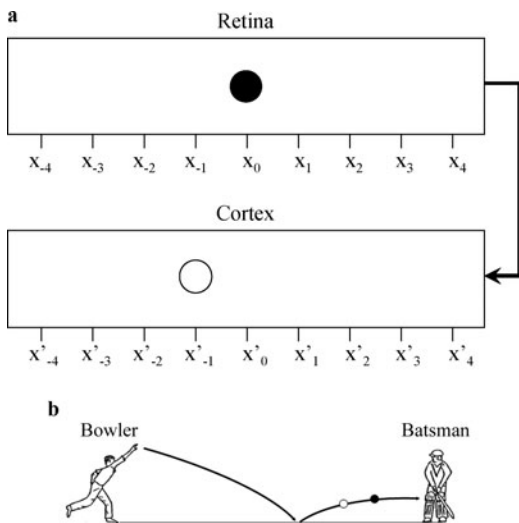 a
Retina
x₋₄ x₋₃ x₋₂ x₋₁ x₀ x₁ x₂ x₃ x₄
Cortex
x'₋₄ x'₋₃ x'₋₂ x'₋₁ x'₀ x'₁ x'₂ x'₃ x'₄
b
Bowler Batsman